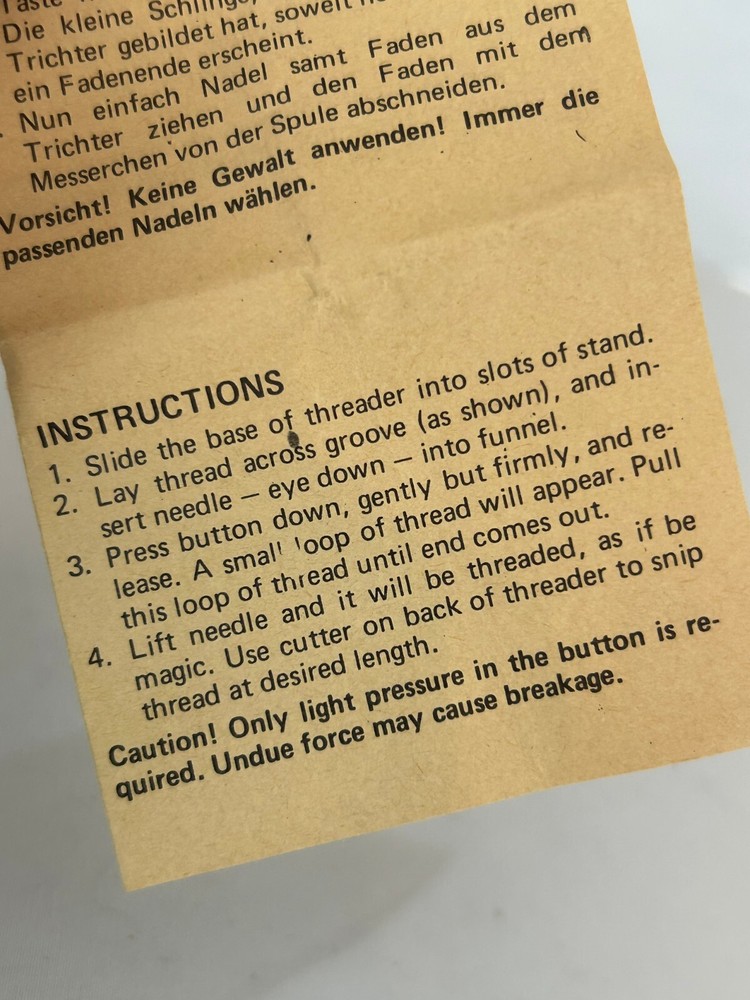 Die kleine Schlinge,
Trichter gebildet hat, soweit
ein Fadenende erscheint.
Nun einfach Nadel samt Faden aus dem
Trichter ziehen und den Faden mit dem
Messerchen von der Spule abschneiden.
Vorsicht! Keine Gewalt anwenden! Immer die
passenden Nadeln wählen.
INSTRUCTIONS
1. Slide the base of threader into slots of stand.
2. Lay thread across groove (as shown), and in-
sert needle – eye down – into funnel.
3. Press button down, gently but firmly, and re-
lease. A small loop of thread will appear. Pull
this loop of thread until end comes out.
4. Lift needle and it will be threaded, as if be
magic. Use cutter on back of threader to snip
thread at desired length.
Caution! Only light pressure in the button is re-
quired. Undue force may cause breakage.